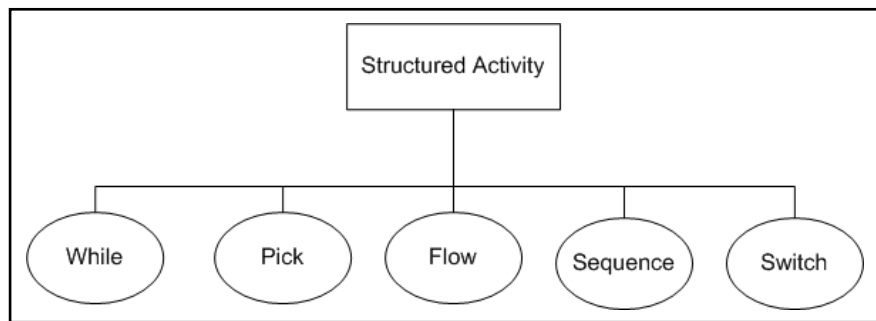 Structured Activity
While
Pick
Flow
Sequence
Switch